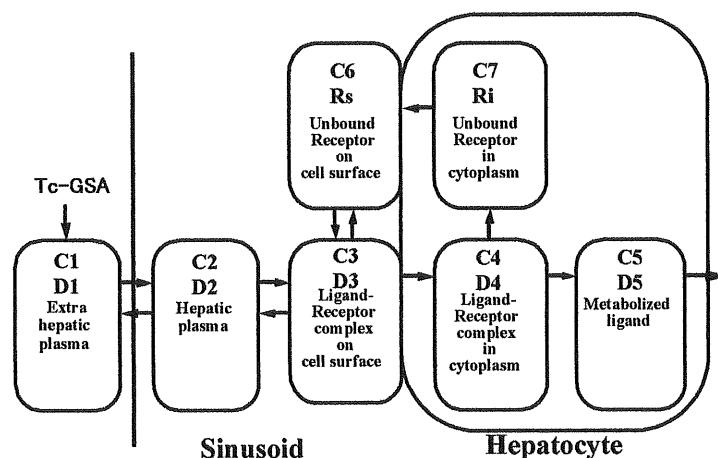 C6
Rs
Unbound
Receptor
on
cell surface
C7
Ri
Unbound
Receptor
in
cytoplasm
Tc-GSA
C1
D1
Extra
hepatic
plasma
C2
D2
Hepatic
plasma
C3
D3
Ligand-
Receptor
complex
on
cell surface
C4
D4
Ligand-
Receptor
complex
in
cytoplasm
C5
D5
Metabolized
ligand
Sinusoid
Hepatocyte